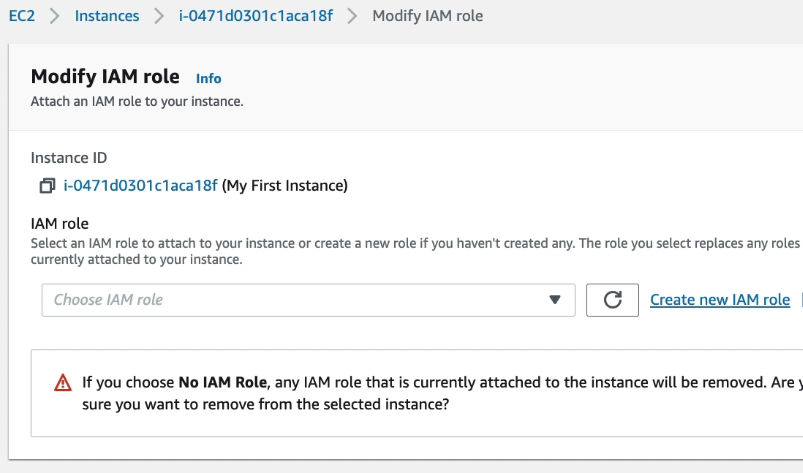 EC2 > Instances > i-0471d0301c1aca18f > Modify IAM role
Modify IAM role Info
Attach an IAM role to your instance.
Instance ID
i-0471d0301c1aca18f (My First Instance)
IAM role
Select an IAM role to attach to your instance or create a new role if you haven't created any. The role you select replaces any roles
currently attached to your instance.
Choose IAM role
Create new IAM role
If you choose No IAM Role, any IAM role that is currently attached to the instance will be removed. Are
sure you want to remove from the selected instance?